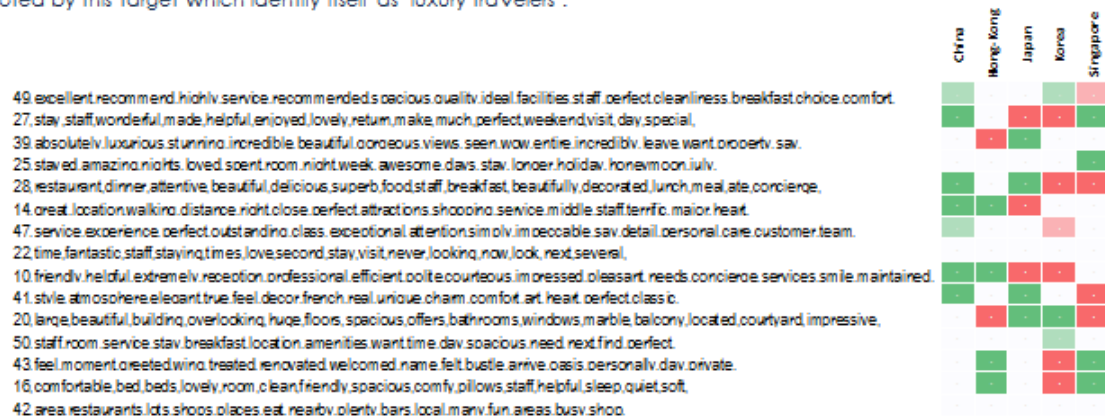 oted by this Target which identify itself as 'luxury travelers'.
China
Hong-Kong
Japan
Korea
Singapore
49.excellent.recommend.highly.service.recommended.spacious.quality.ideal.facilities.staff.perfect.cleanliness.breakfast.choice.comfort.
27,stay,staff,wonderful,made,helpful,enjoyed,lovely,return,make,much,perfect,weekend,visit,day,special,
39.absolutely.luxurious.stunning.incredible.beautiful.gorgeous.views.seen.wow.entire.incredibly.leave.want.property.say.
25.stayed.amazing.nights.loved.spent.room.night.week.awesome.days.stay.longer.holiday.honeymoon.july.
28,restaurant,dinner,attentive,beautiful,delicious,superb,food,staff,breakfast,beautifully,decorated,lunch,meal,ate,concierge,
14.great.location.walking.distance.right.close.perfect.attractions.shopping.service.middle.staff.terrific.major.heart.
47.service.experience.perfect.outstanding.class.exceptional.attention.simply.impeccable.say.detail.personal.care.customer.team.
22,time,fantastic,staff,staying,times,love,second,stay,visit,never,looking,now,look,next,several,
10.friendly.helpful.extremely.reception.professional.efficient.polite.courteous.impressed.pleasant.needs.concierge.services.smile.maintained.
41.style.atmosphere.elegant.true.feel.decor.french.real.unique.charm.comfort.art.heart.perfect.classic.
20,large,beautiful,building,overlooking,huge,floors,spacious,offers,bathrooms,windows,marble,balcony,located,courtyard,impressive,
50.staff.room.service.stay.breakfast.location.amenities.want.time.day.spacious.need.next.find.perfect.
43.feel.moment.greeted.wing.treated.renovated.welcomed.name.felt.bustle.arrive.oasis.personally.day.private.
16,comfortable,bed,beds,lovely,room,clean,friendly,spacious,comfy,pillows,staff,helpful,sleep,quiet,soft,
42.area.restaurants.lots.shops.places.eat.nearby.plenty.bars.local.many.fun.areas.busy.shop.